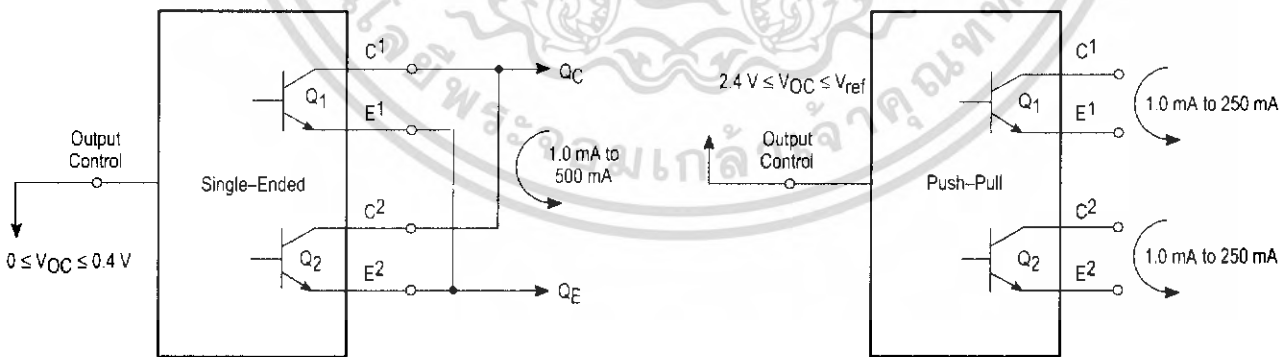 C1
Q1
E1
QC
Output
Control
Single–Ended
1.0 mA to
500 mA
C2
Q2
E2
QE
0 ≤ VOC ≤ 0.4 V
2.4 V ≤ VOC ≤ Vref
Output
Control
Push–Pull
C1
Q1
E1
1.0 mA to 250 mA
C2
Q2
E2
1.0 mA to 250 mA